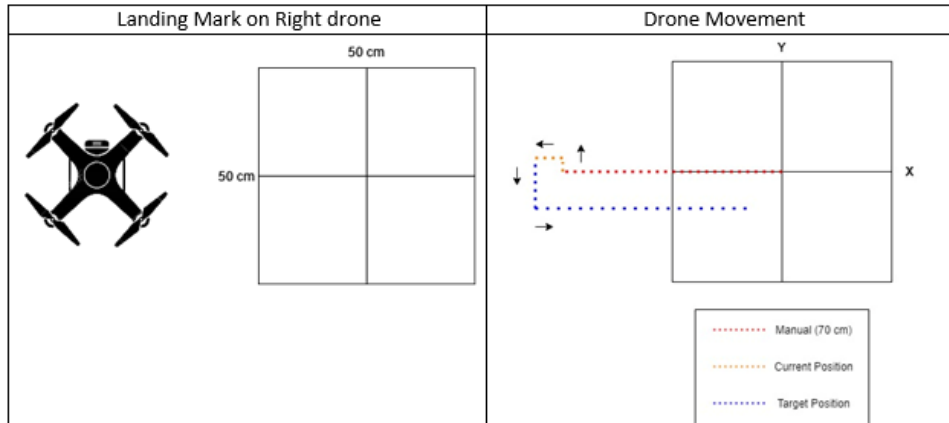 Landing Mark on Right drone
Drone Movement
50 cm
50 cm
Y
X
Manual (70 cm)
Current Position
Target Position